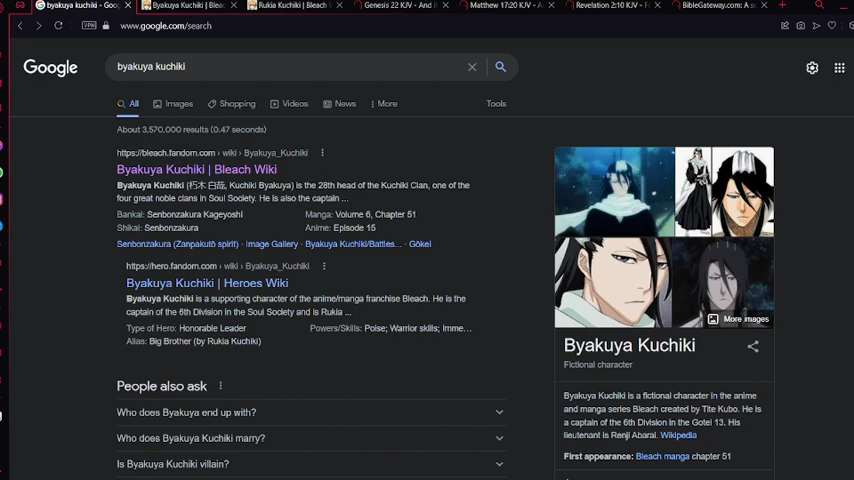 byakuya kuchiki - Goo
Byakuya Kuchiki | Bleac
Rukia Kuchiki | Bleach W
Genesis 22 KJV - And it
Matthew 17:20 KJV - An
Revelation 2:10 KJV - F
BibleGateway.com: A s
VPN
www.google.com/search
Google
byakuya kuchiki
All
Images
Shopping
Videos
News
More
Tools
About 3,570,000 results (0.47 seconds)
https://bleach.fandom.com › wiki › Byakuya_Kuchiki
Byakuya Kuchiki | Bleach Wiki
Byakuya Kuchiki (朽木 白哉, Kuchiki Byakuya) is the 28th head of the Kuchiki Clan, one of the
four great noble clans in Soul Society. He is also the captain ...
Bankai: Senbonzakura Kageyoshi
Manga: Volume 6, Chapter 51
Shikai: Senbonzakura
Anime: Episode 15
Senbonzakura (Zanpakutō spirit) · Image Gallery · Byakuya Kuchiki/Battles... · Gōkei
https://hero.fandom.com › wiki › Byakuya_Kuchiki
Byakuya Kuchiki | Heroes Wiki
Byakuya Kuchiki is a supporting character of the anime/manga franchise Bleach. He is the
captain of the 6th Division in the Soul Society and is Rukia ...
Type of Hero: Honorable Leader
Powers/Skills: Poise; Warrior skills; Imme...
Alias: Big Brother (by Rukia Kuchiki)
People also ask
Who does Byakuya end up with?
Who does Byakuya Kuchiki marry?
Is Byakuya Kuchiki villain?
More images
Byakuya Kuchiki
Fictional character
Byakuya Kuchiki is a fictional character in the anime
and manga series Bleach created by Tite Kubo. He is
a captain of the 6th Division in the Gotei 13. His
lieutenant is Renji Abarai. Wikipedia
First appearance: Bleach manga chapter 51